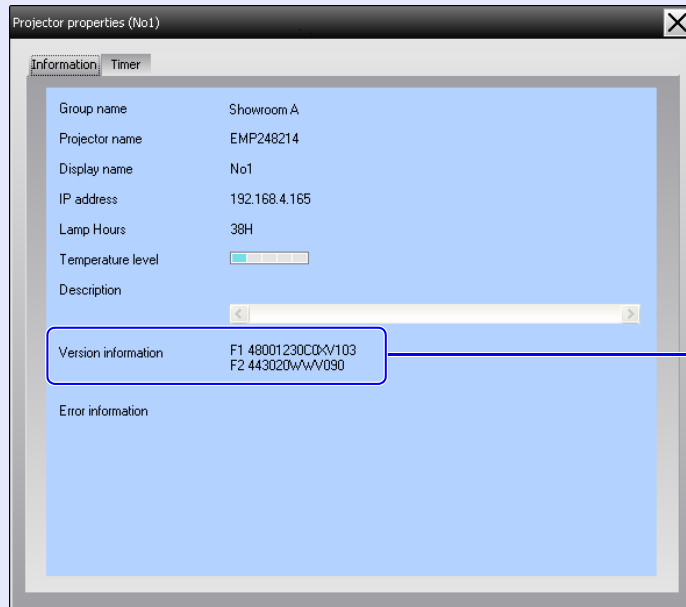 Projector properties (No1)
Information Timer
Group name Showroom A
Projector name EMP248214
Display name No1
IP address 192.168.4.165
Lamp Hours 38H
Temperature level
Description
Version information F1 48001230C0XV103
F2 443020WWV090
Error information